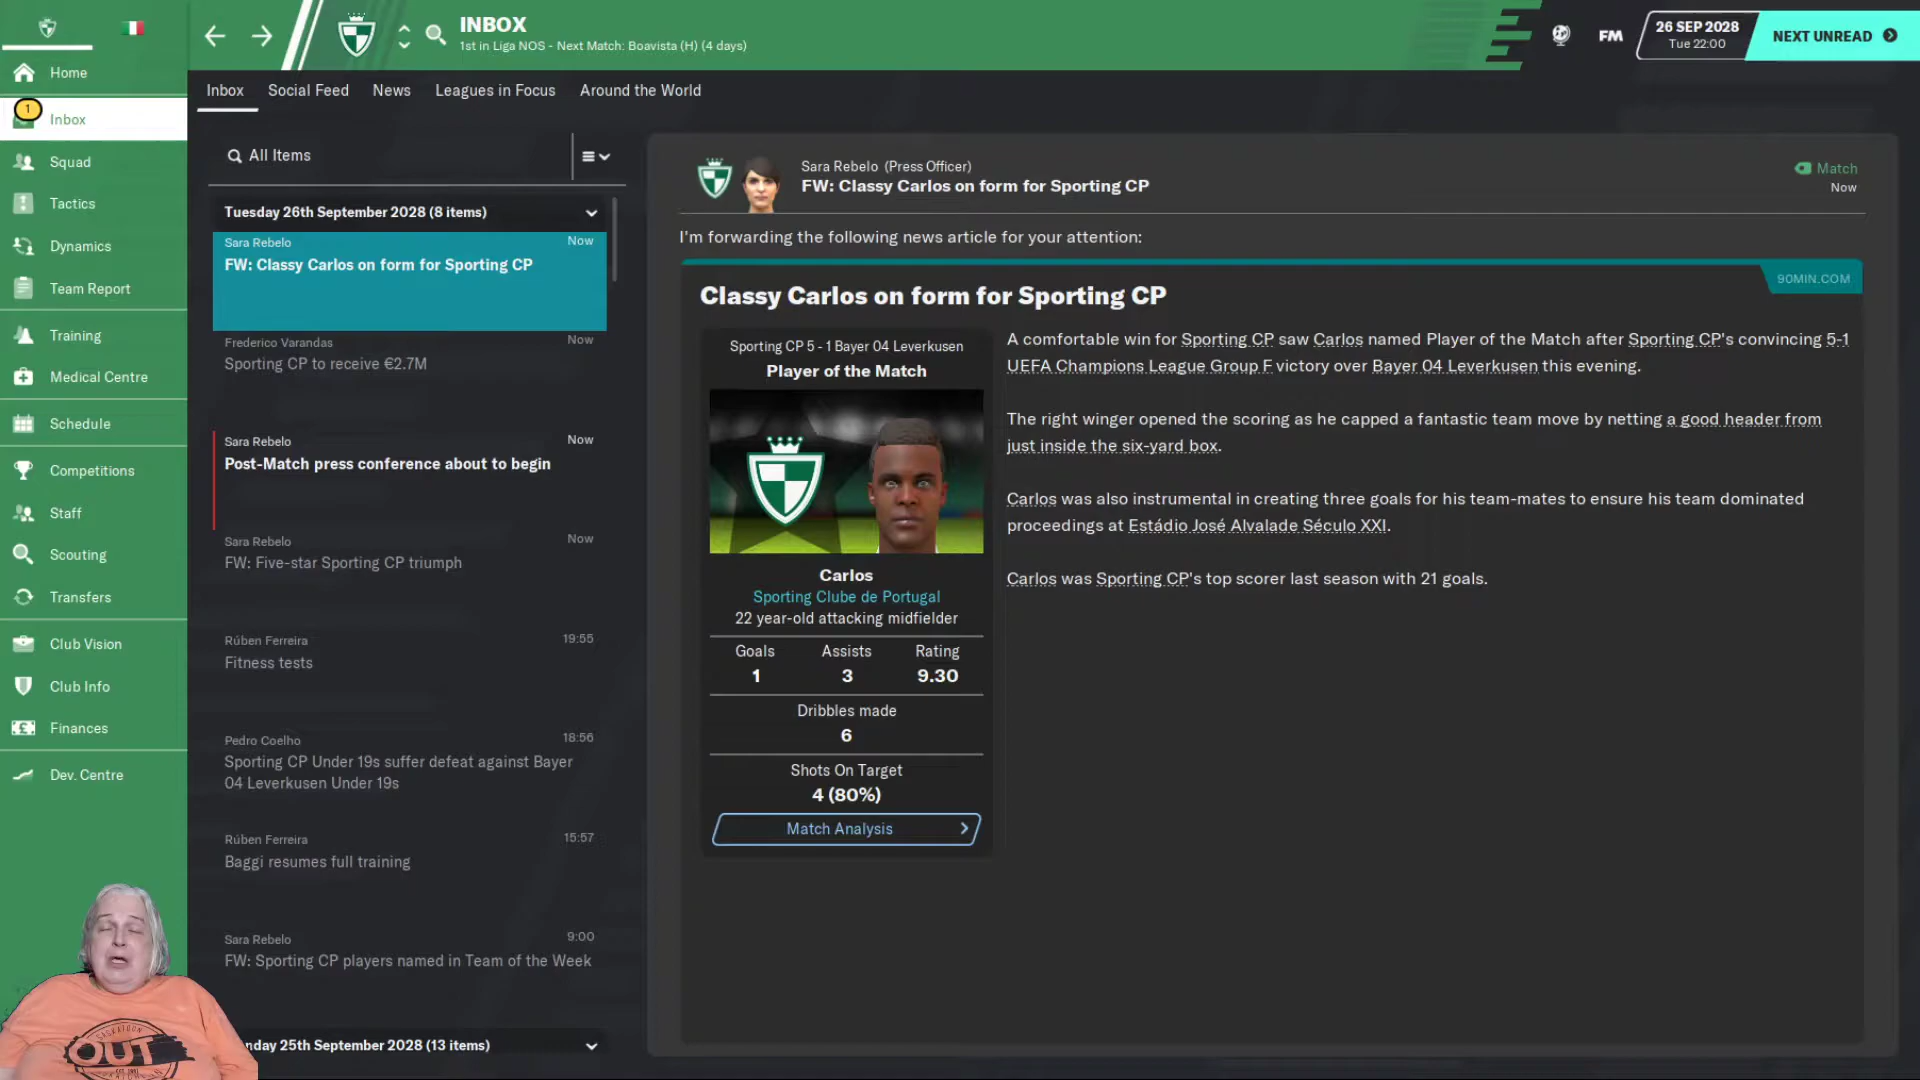 INBOX
1st in Liga NOS - Next Match: Boavista (H) (4 days)
FM
26 SEP 2028
Tue 22:00
NEXT UNREAD
Home
1
Inbox
Squad
Tactics
Dynamics
Team Report
Training
Medical Centre
Schedule
Competitions
Staff
Scouting
Transfers
Club Vision
Club Info
Finances
Dev. Centre
Inbox
Social Feed
News
Leagues in Focus
Around the World
All Items
Tuesday 26th September 2028 (8 items)
Sara Rebelo
Now
FW: Classy Carlos on form for Sporting CP
Frederico Varandas
Now
Sporting CP to receive €2.7M
Sara Rebelo
Now
Post-Match press conference about to begin
Sara Rebelo
Now
FW: Five-star Sporting CP triumph
Rúben Ferreira
19:55
Fitness tests
Pedro Coelho
18:56
Sporting CP Under 19s suffer defeat against Bayer
04 Leverkusen Under 19s
Rúben Ferreira
15:57
Baggi resumes full training
Sara Rebelo
9:00
FW: Sporting CP players named in Team of the Week
nday 25th September 2028 (13 items)
Sara Rebelo (Press Officer)
FW: Classy Carlos on form for Sporting CP
Match
Now
I'm forwarding the following news article for your attention:
90MIN.COM
Classy Carlos on form for Sporting CP
Sporting CP 5 - 1 Bayer 04 Leverkusen
Player of the Match
Carlos
Sporting Clube de Portugal
22 year-old attacking midfielder
Goals
Assists
Rating
1
3
9.30
Dribbles made
6
Shots On Target
4 (80%)
Match Analysis
A comfortable win for Sporting CP saw Carlos named Player of the Match after Sporting CP's convincing 5-1
UEFA Champions League Group F victory over Bayer 04 Leverkusen this evening.
The right winger opened the scoring as he capped a fantastic team move by netting a good header from
just inside the six-yard box.
Carlos was also instrumental in creating three goals for his team-mates to ensure his team dominated
proceedings at Estádio José Alvalade Século XXI.
Carlos was Sporting CP's top scorer last season with 21 goals.
OUT